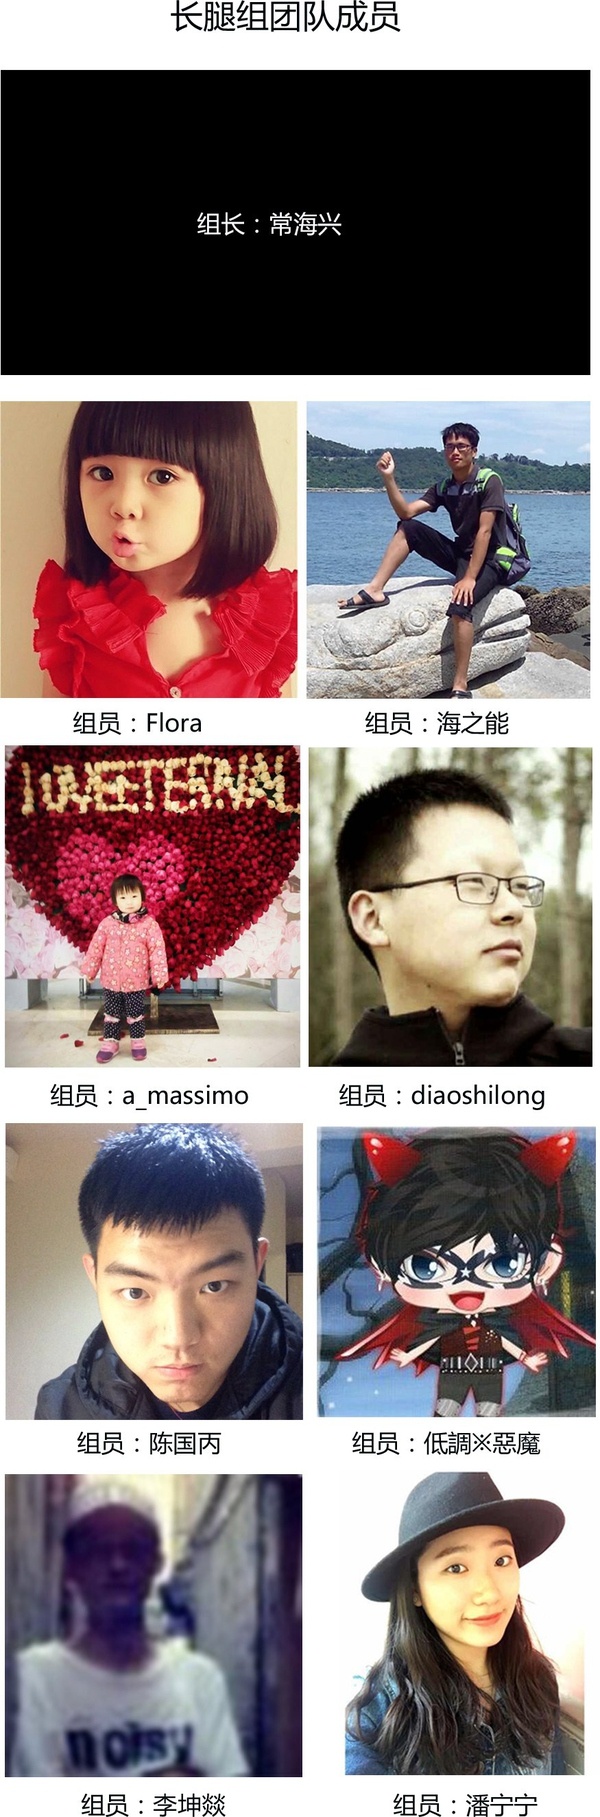 长腿组团队成员
组长：常海兴
组员：Flora
组员：海之能
I LOVE TERMINAL
组员：a_massimo
组员：diaoshilong
组员：陈国丙
组员：低調※惡魔
noisy
组员：李坤燚
组员：潘宁宁